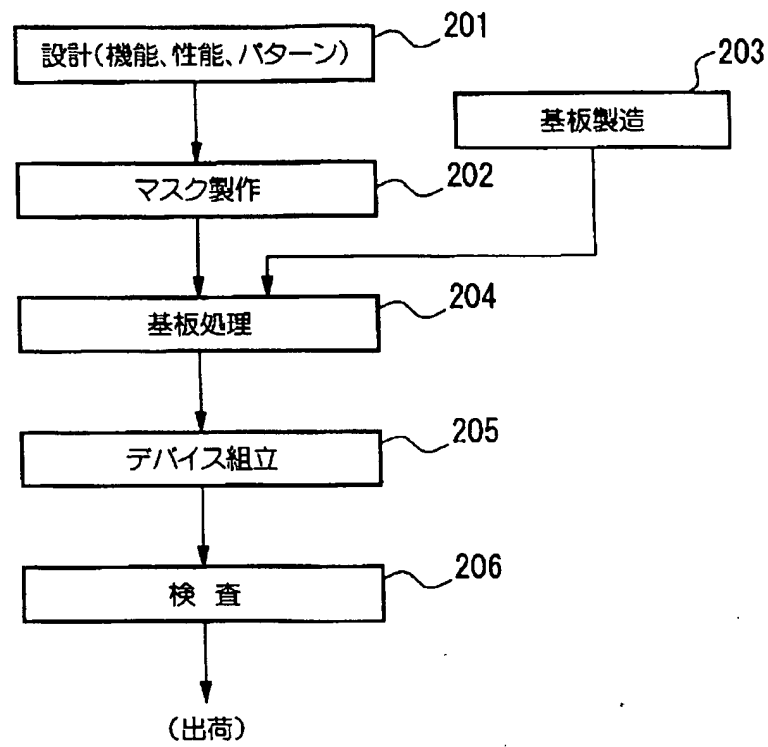 設計(機能、性能、パターン)
201
203
基板製造
マスク製作
202
基板処理
204
デバイス組立
205
検 査
206
(出荷)